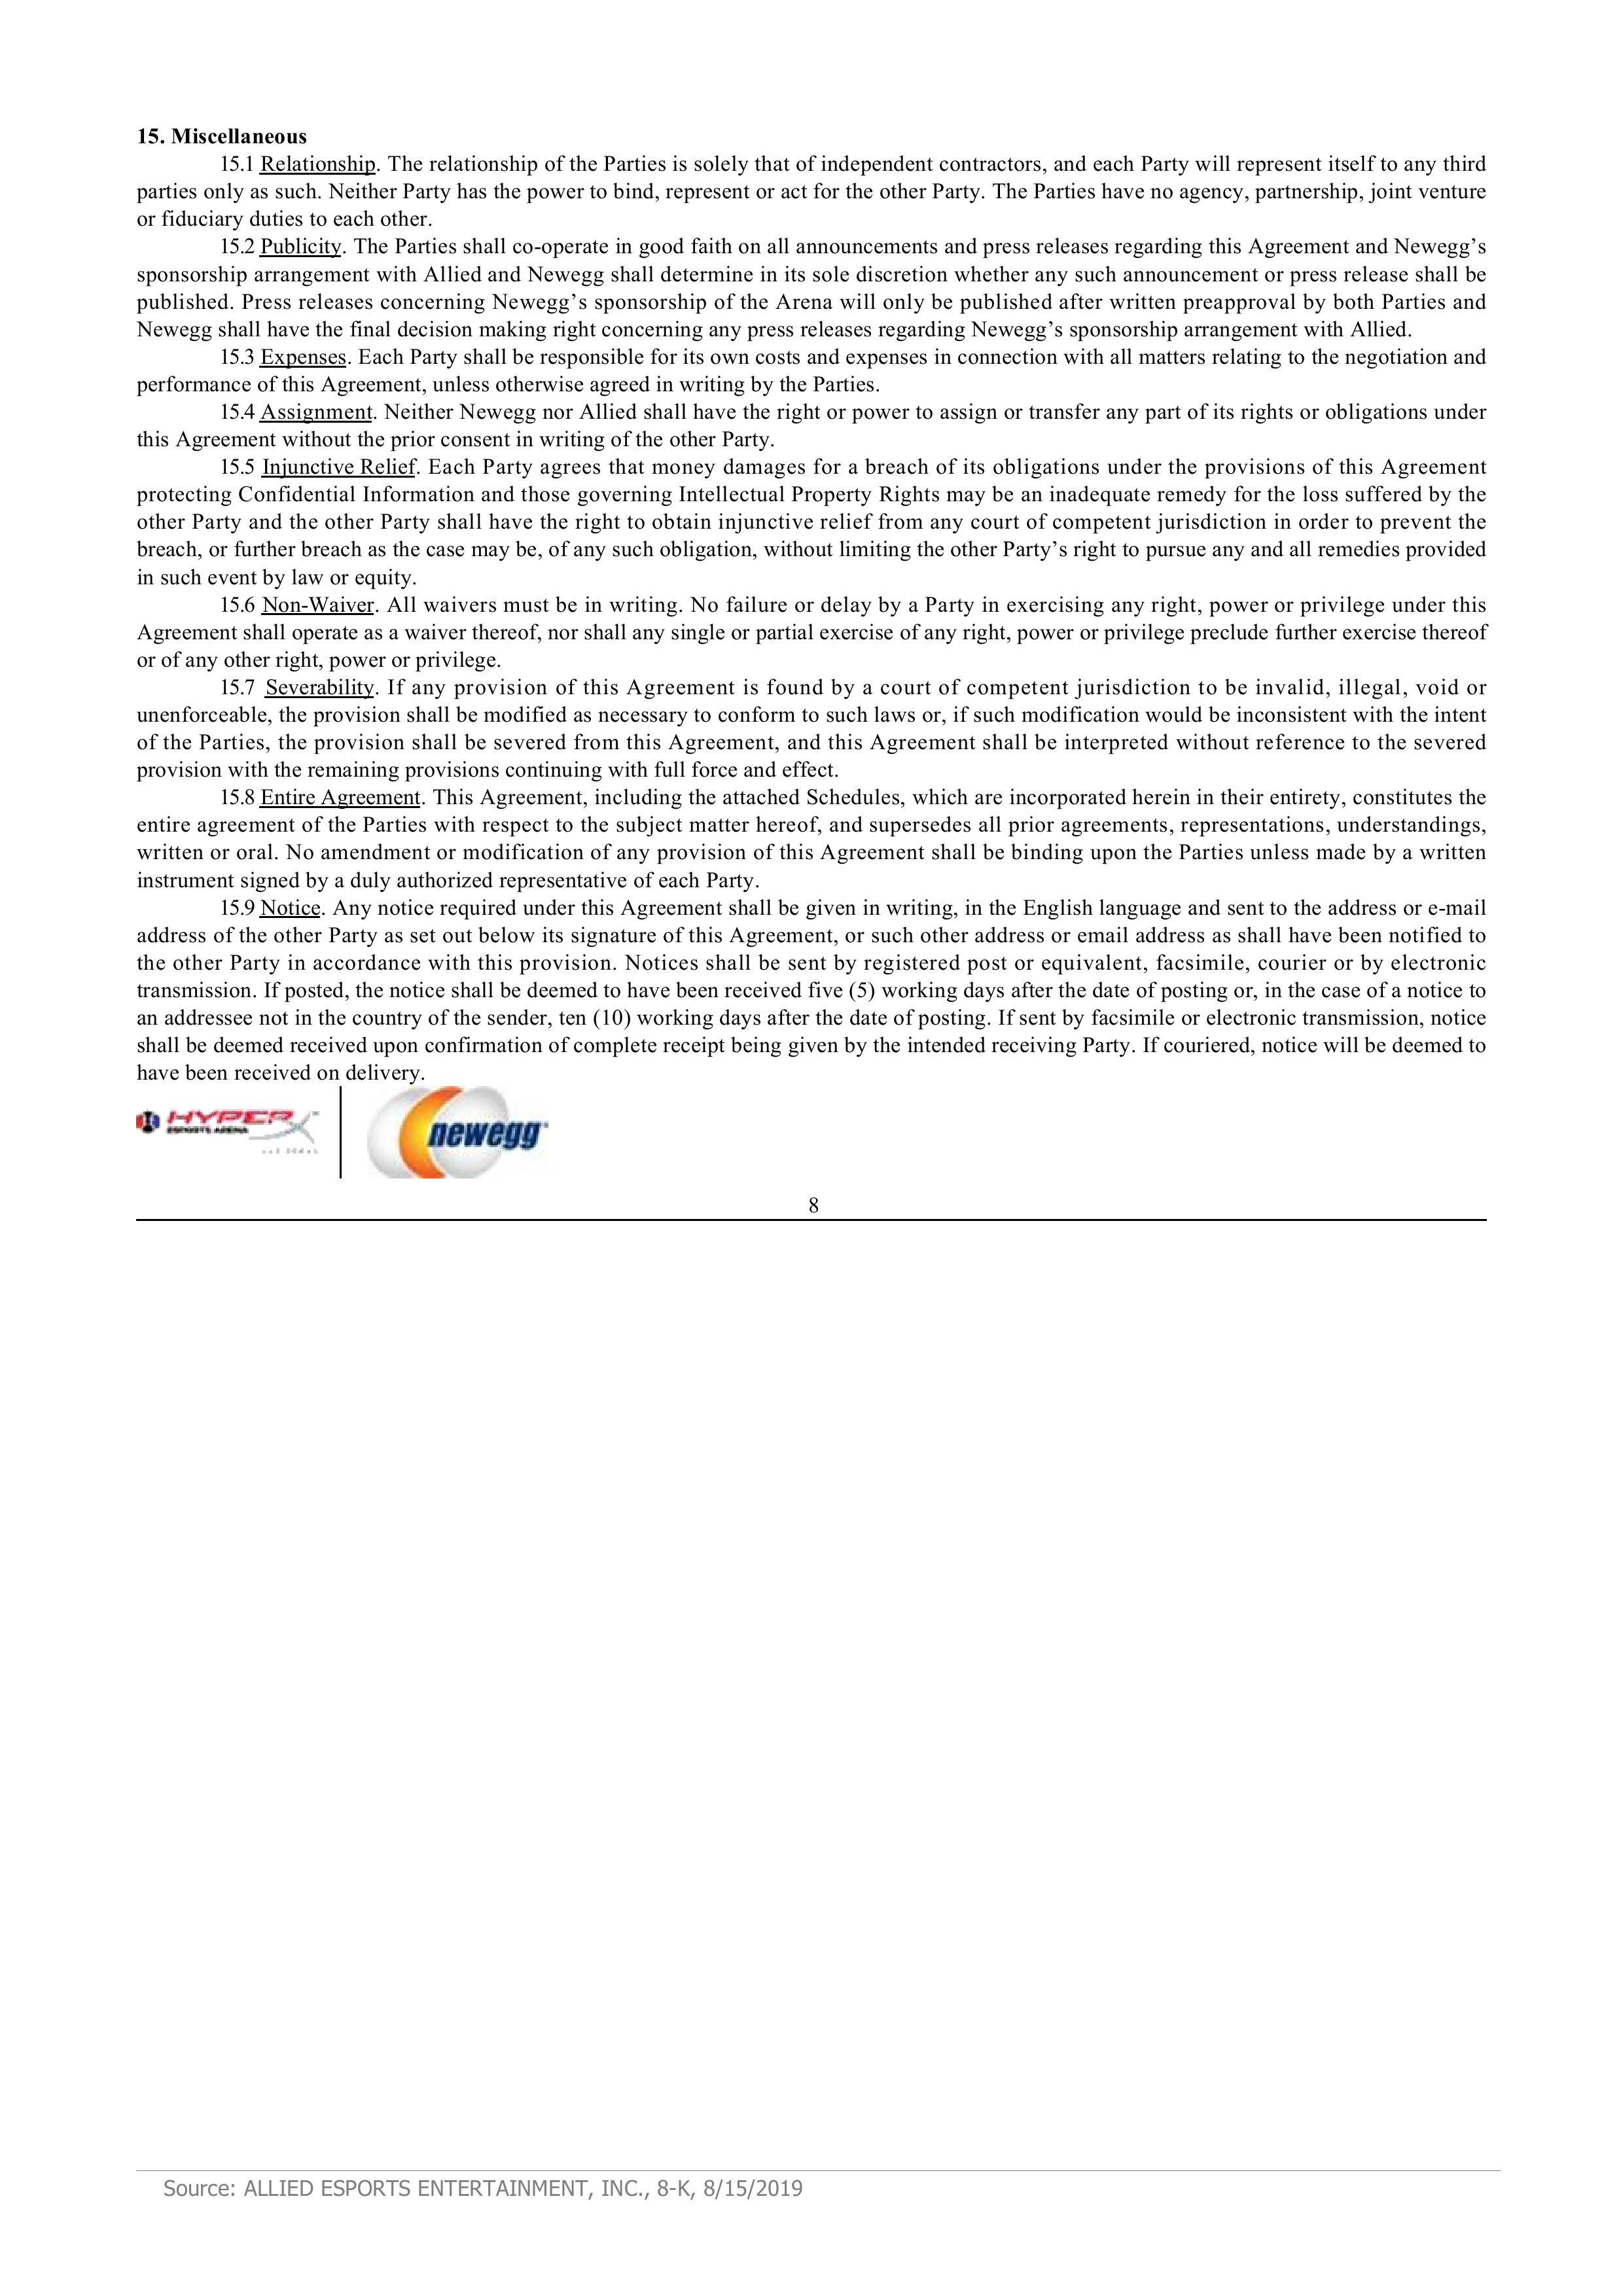 15. Miscellaneous
15.1 Relationship. The relationship of the Parties is solely that of independent contractors, and each Party will represent itself to any third
parties only as such. Neither Party has the power to bind, represent or act for the other Party. The Parties have no agency, partnership, joint venture
or fiduciary duties to each other.
15.2 Publicity. The Parties shall co-operate in good faith on all announcements and press releases regarding this Agreement and Newegg’s
sponsorship arrangement with Allied and Newegg shall determine in its sole discretion whether any such announcement or press release shall be
published. Press releases concerning Newegg’s sponsorship of the Arena will only be published after written preapproval by both Parties and
Newegg shall have the final decision making right concerning any press releases regarding Newegg’s sponsorship arrangement with Allied.
15.3 Expenses. Each Party shall be responsible for its own costs and expenses in connection with all matters relating to the negotiation and
performance of this Agreement, unless otherwise agreed in writing by the Parties.
15.4 Assignment. Neither Newegg nor Allied shall have the right or power to assign or transfer any part of its rights or obligations under
this Agreement without the prior consent in writing of the other Party.
15.5 Injunctive Relief. Each Party agrees that money damages for a breach of its obligations under the provisions of this Agreement
protecting Confidential Information and those governing Intellectual Property Rights may be an inadequate remedy for the loss suffered by the
other Party and the other Party shall have the right to obtain injunctive relief from any court of competent jurisdiction in order to prevent the
breach, or further breach as the case may be, of any such obligation, without limiting the other Party’s right to pursue any and all remedies provided
in such event by law or equity.
15.6 Non-Waiver. All waivers must be in writing. No failure or delay by a Party in exercising any right, power or privilege under this
Agreement shall operate as a waiver thereof, nor shall any single or partial exercise of any right, power or privilege preclude further exercise thereof
or of any other right, power or privilege.
15.7 Severability. If any provision of this Agreement is found by a court of competent jurisdiction to be invalid, illegal, void or
unenforceable, the provision shall be modified as necessary to conform to such laws or, if such modification would be inconsistent with the intent
of the Parties, the provision shall be severed from this Agreement, and this Agreement shall be interpreted without reference to the severed
provision with the remaining provisions continuing with full force and effect.
15.8 Entire Agreement. This Agreement, including the attached Schedules, which are incorporated herein in their entirety, constitutes the
entire agreement of the Parties with respect to the subject matter hereof, and supersedes all prior agreements, representations, understandings,
written or oral. No amendment or modification of any provision of this Agreement shall be binding upon the Parties unless made by a written
instrument signed by a duly authorized representative of each Party.
15.9 Notice. Any notice required under this Agreement shall be given in writing, in the English language and sent to the address or e-mail
address of the other Party as set out below its signature of this Agreement, or such other address or email address as shall have been notified to
the other Party in accordance with this provision. Notices shall be sent by registered post or equivalent, facsimile, courier or by electronic
transmission. If posted, the notice shall be deemed to have been received five (5) working days after the date of posting or, in the case of a notice to
an addressee not in the country of the sender, ten (10) working days after the date of posting. If sent by facsimile or electronic transmission, notice
shall be deemed received upon confirmation of complete receipt being given by the intended receiving Party. If couriered, notice will be deemed to
have been received on delivery.
HYPERX
ESPORTS ARENA
newegg
8
Source: ALLIED ESPORTS ENTERTAINMENT, INC., 8-K, 8/15/2019